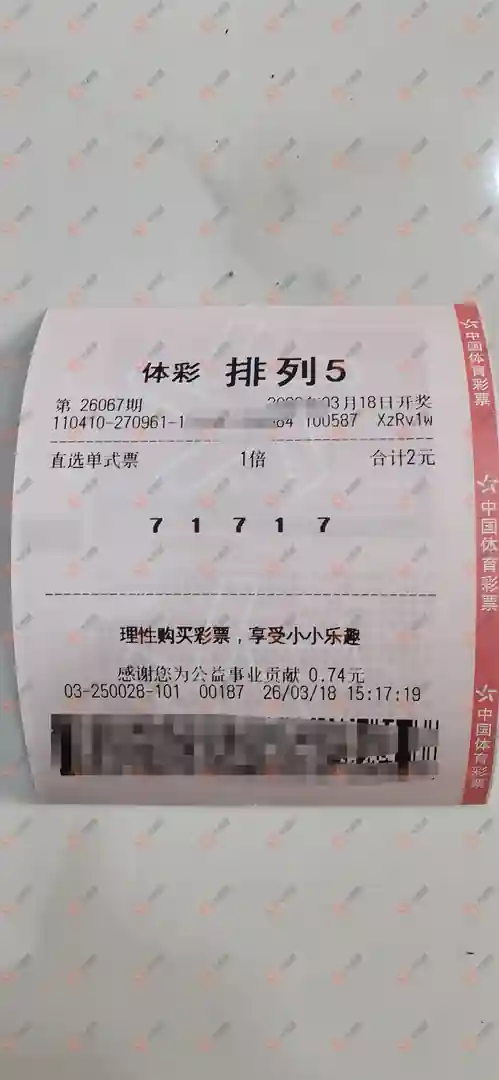 体彩 排列5
第 26067期 年03月18日开奖
110410-270961-1 84 100587 XzRv1w
直选单式票 1倍 合计2元
7 1 7 1 7
理性购买彩票，享受小小乐趣
感谢您为公益事业贡献 0.74元
03-250028-101 00187 26/03/18 15:17:19
中国体育彩票
中国体育彩票
中国体育彩票